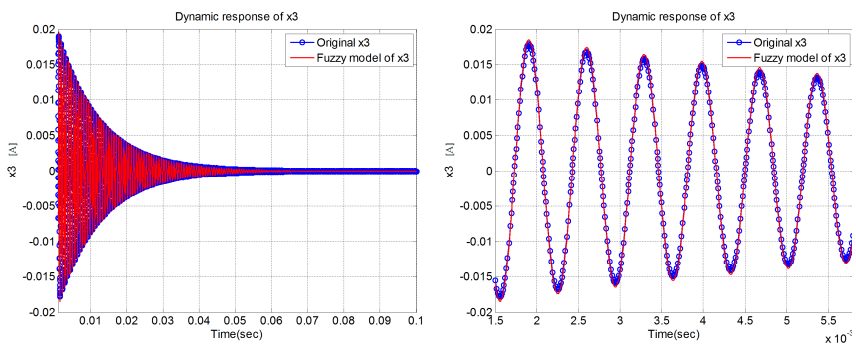 Dynamic response of x3
0.02
0.015
0.01
0.005
0
-0.005
-0.01
-0.015
-0.02
x3 [A]
Original x3
Fuzzy model of x3
0.01 0.02 0.03 0.04 0.05 0.06 0.07 0.08 0.09 0.1
Time(sec)
Dynamic response of x3
0.02
0.015
0.01
0.005
0
-0.005
-0.01
-0.015
-0.02
x3 [A]
Original x3
Fuzzy model of x3
1.5 2 2.5 3 3.5 4 4.5 5 5.5
Time(sec)